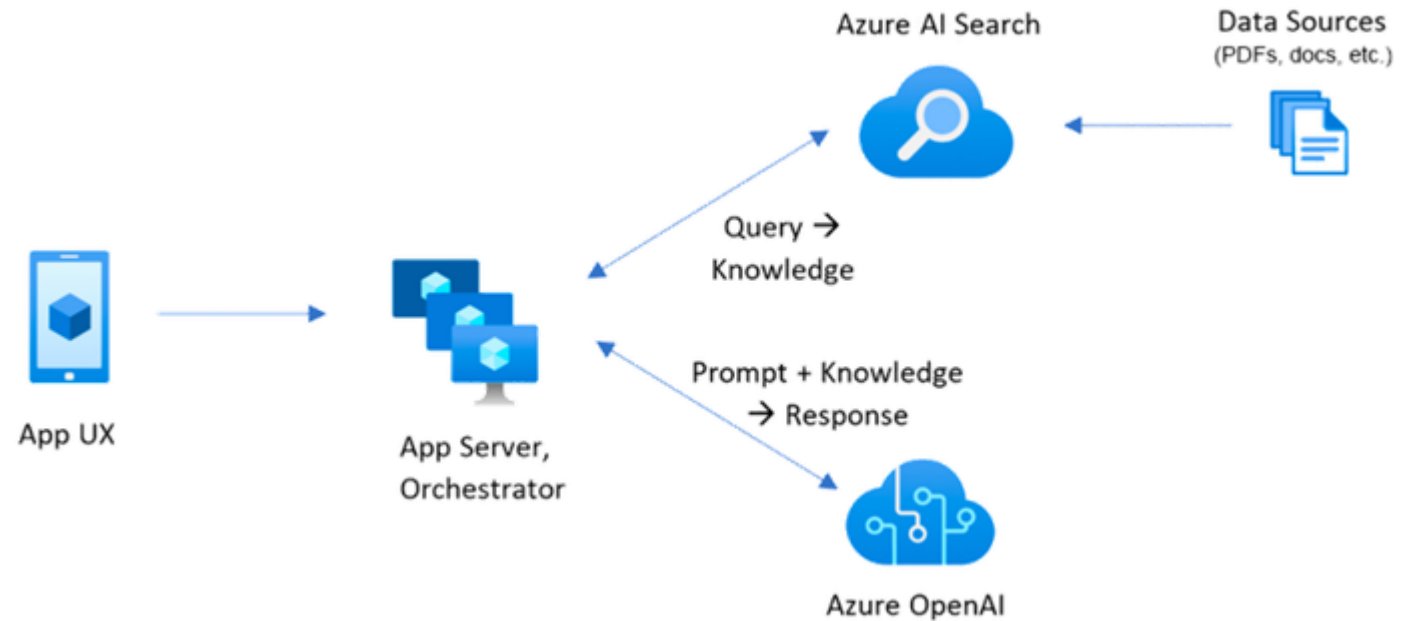 Azure AI Search
Data Sources
(PDFs, docs, etc.)
Query →
Knowledge
Prompt + Knowledge
→ Response
App UX
App Server,
Orchestrator
Azure OpenAI